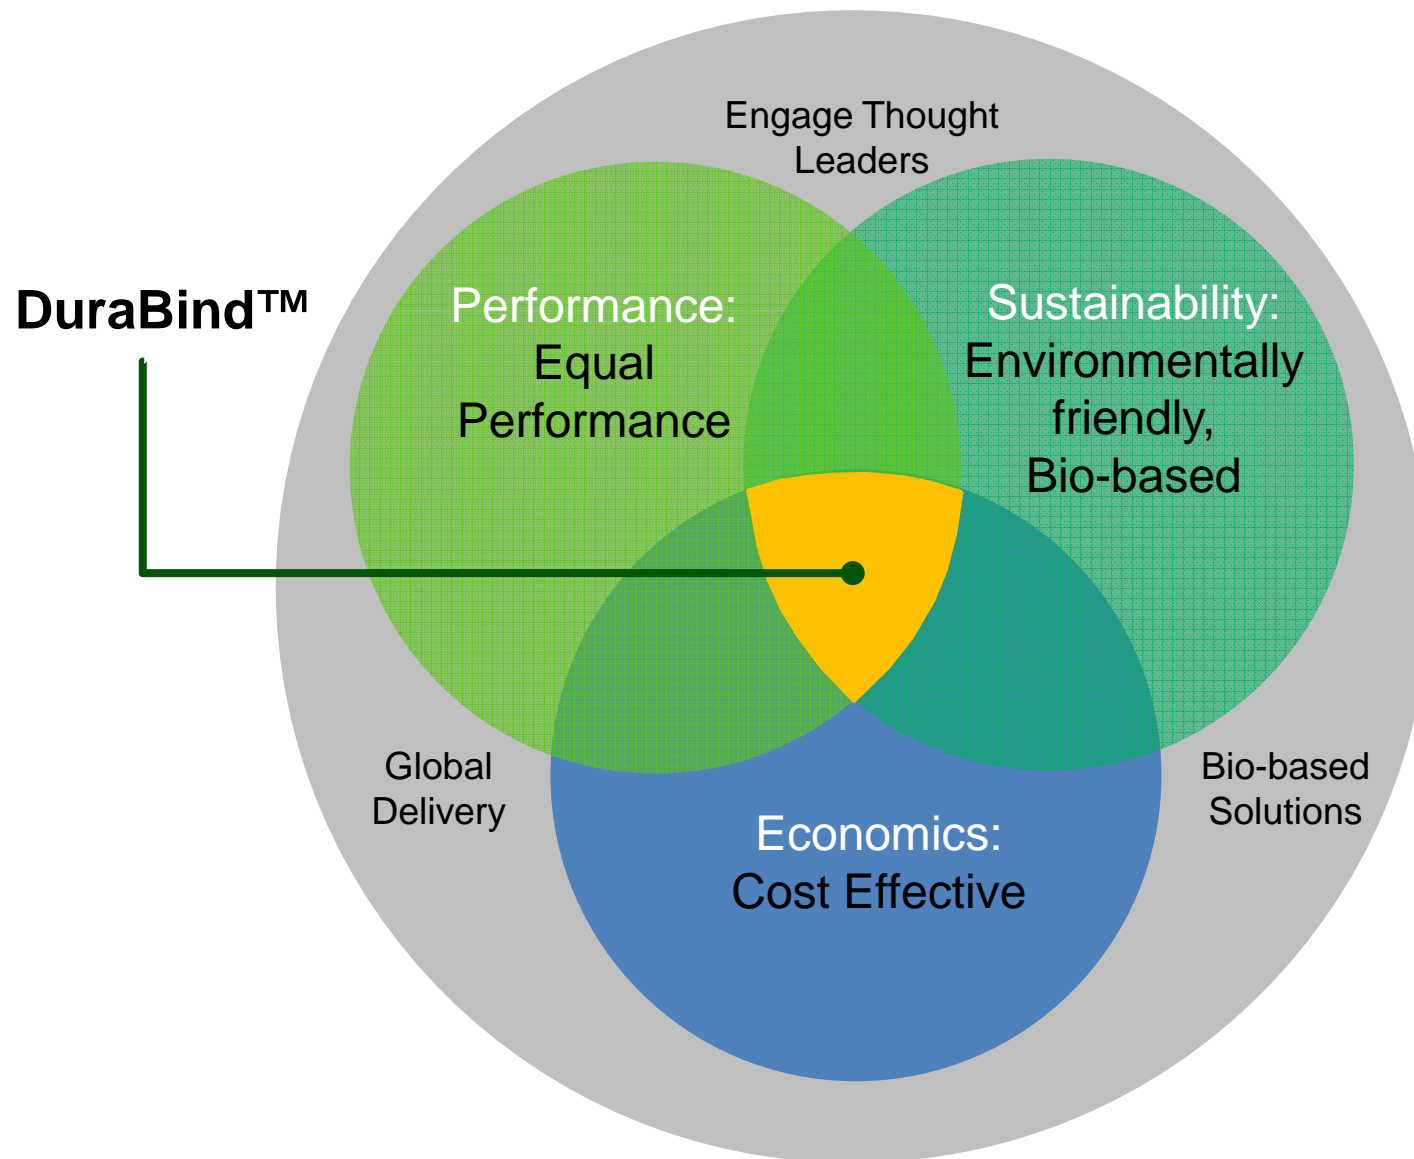 Engage Thought
Leaders
DuraBind™
Performance:
Equal
Performance
Sustainability:
Environmentally
friendly,
Bio-based
Global
Delivery
Bio-based
Solutions
Economics:
Cost Effective